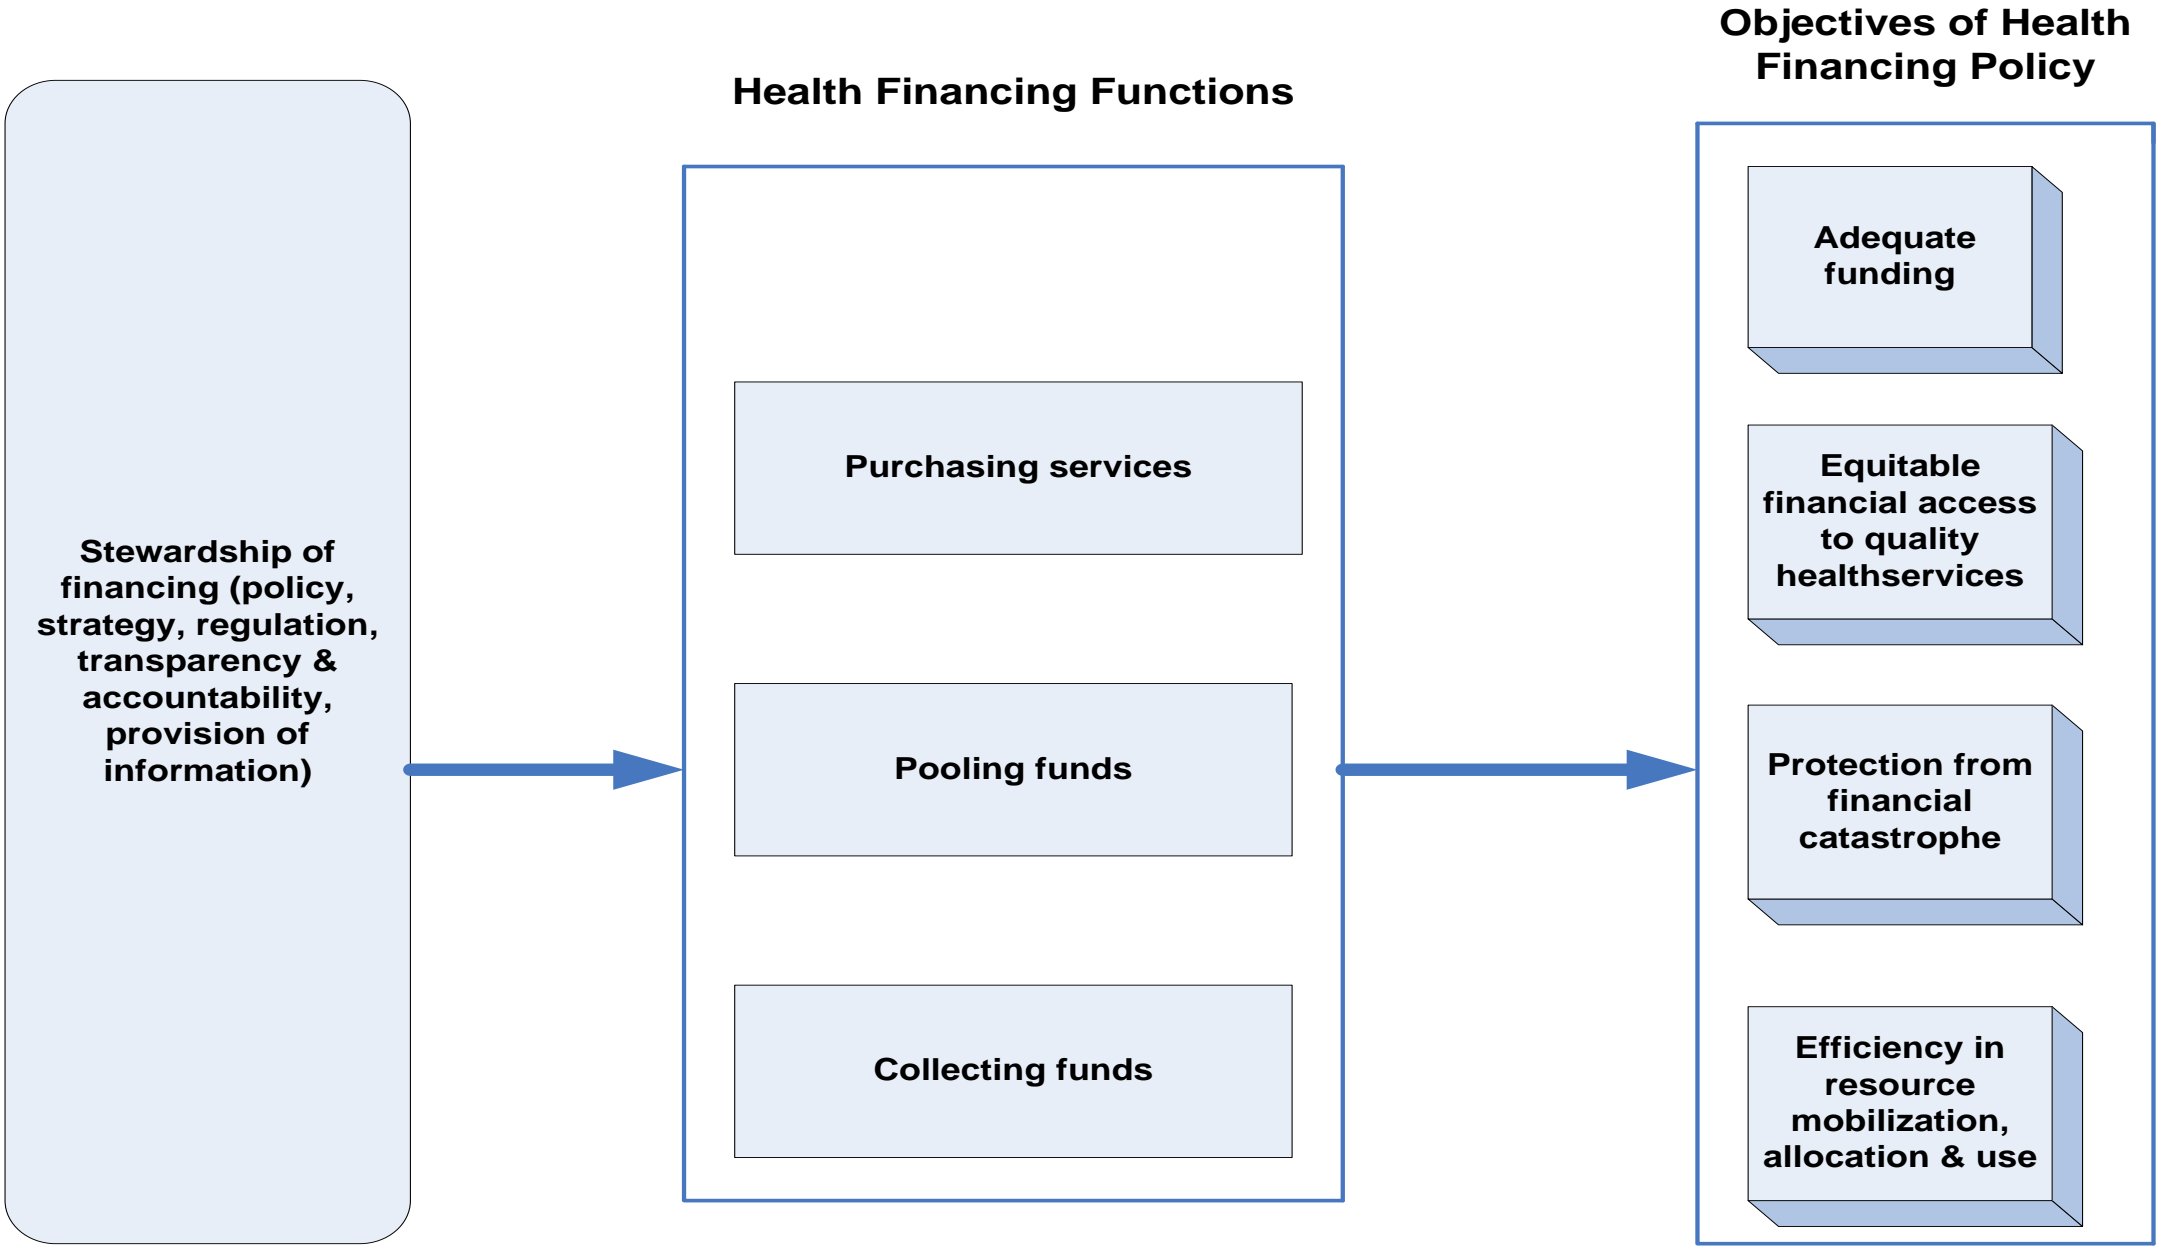 Stewardship of
financing (policy,
strategy, regulation,
transparency &
accountability,
provision of
information)
Health Financing Functions
Purchasing services
Pooling funds
Collecting funds
Objectives of Health
Financing Policy
Adequate
funding
Equitable
financial access
to quality
healthservices
Protection from
financial
catastrophe
Efficiency in
resource
mobilization,
allocation & use